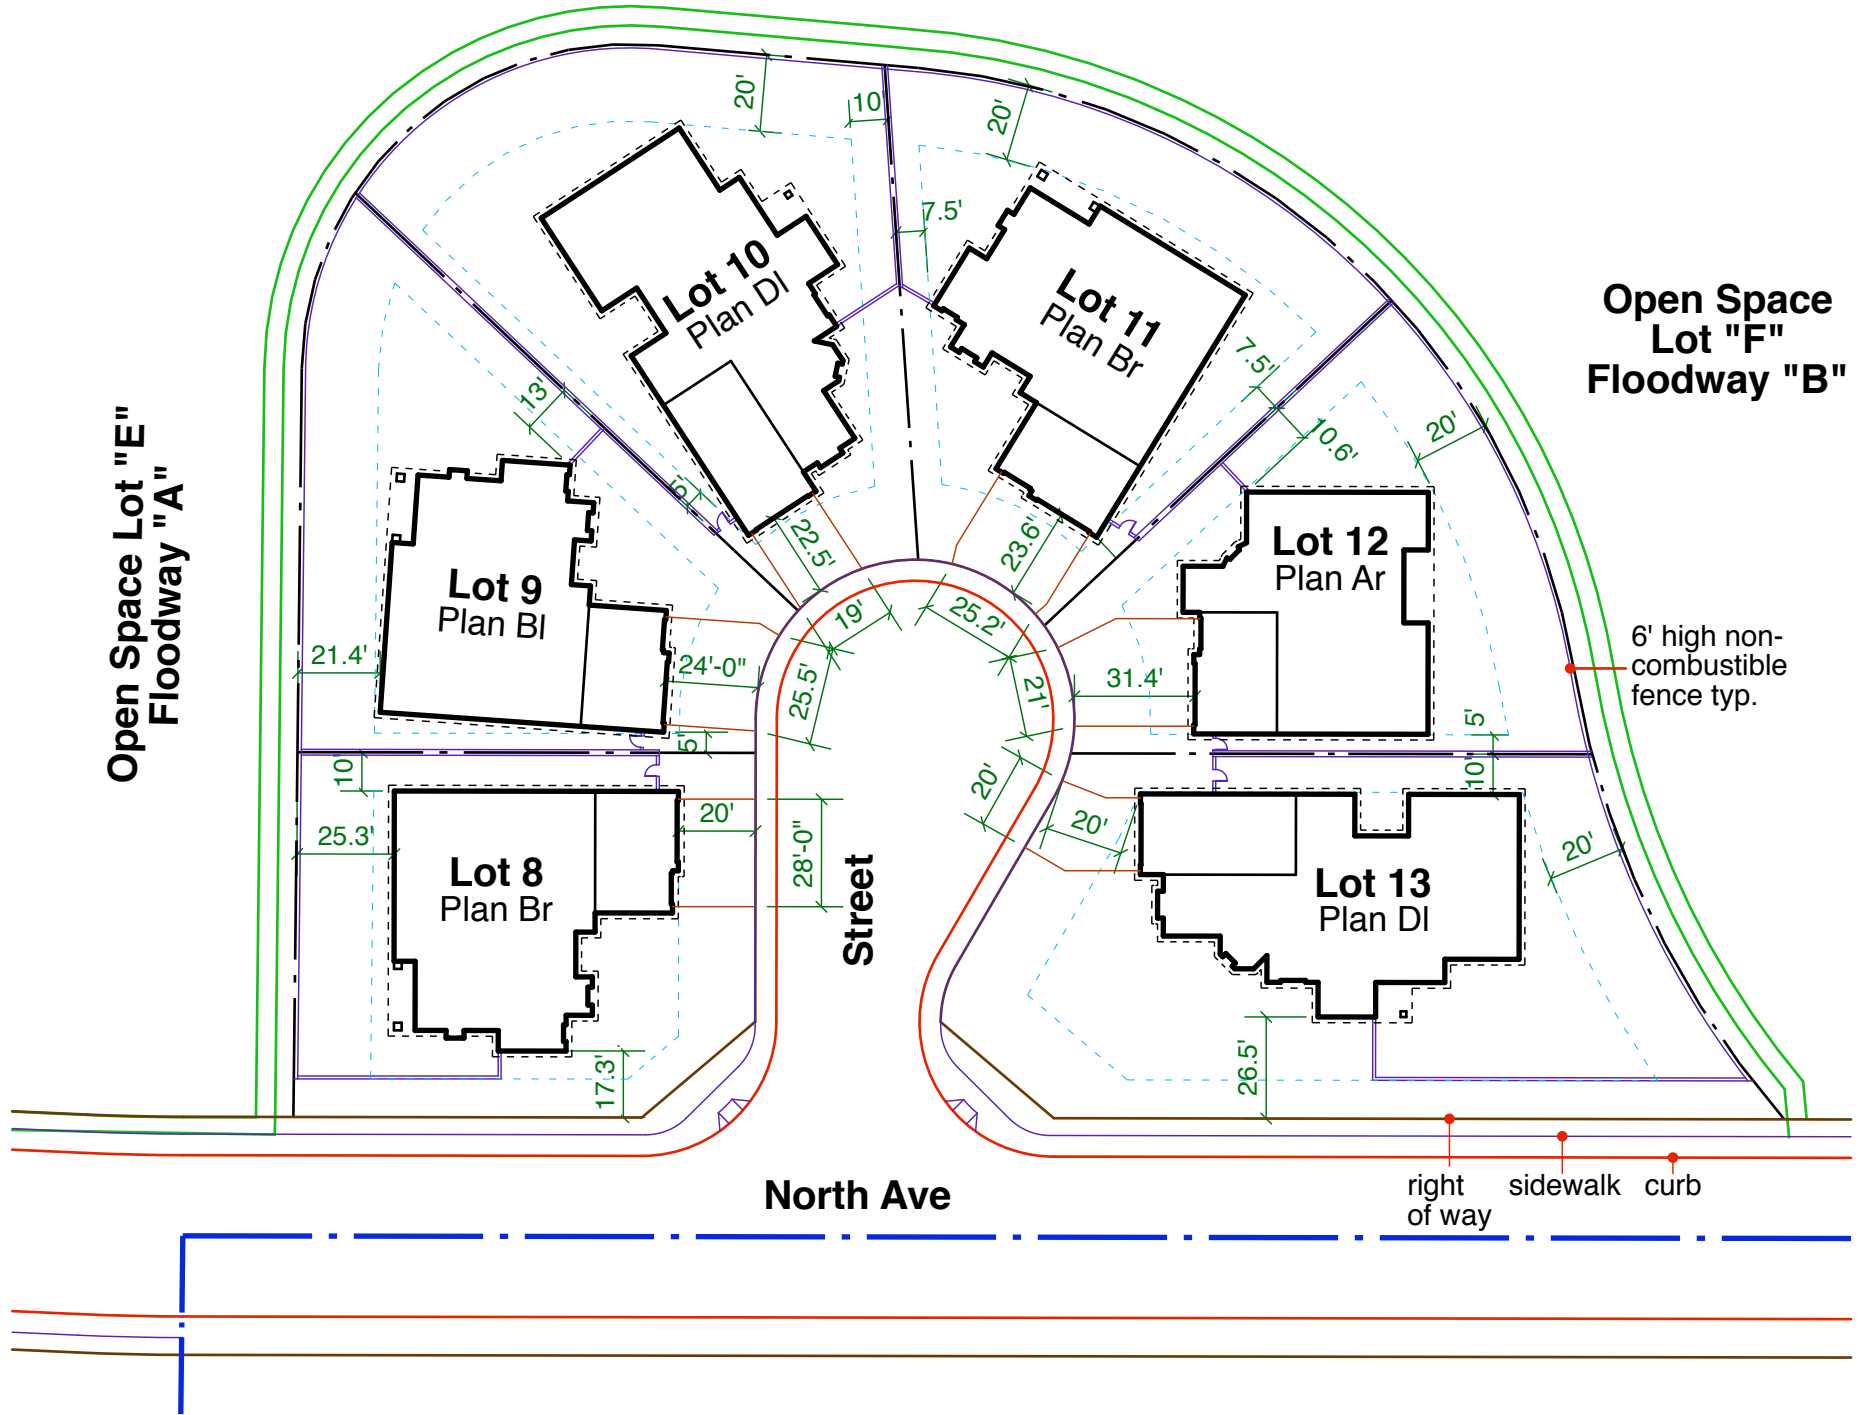 20'
10'
20'
7.5'
Lot 10
Plan Dl
Lot 11
Plan Br
Open Space
Lot "F"
Floodway "B"
7.5'
13'
10.6'
20'
5'
Open Space Lot "E"
Floodway "A"
22.5'
23.6'
Lot 9
Plan Bl
Lot 12
Plan Ar
19'
25.2'
21.4'
24'-0"
25.5'
21'
31.4'
6' high non-
combustible
fence typ.
5'
5'
10'
10'
20'
20'
28'-0"
20'
25.3'
20'
Lot 8
Plan Br
Street
Lot 13
Plan Dl
17.3'
26.5'
North Ave
right
of way
sidewalk
curb